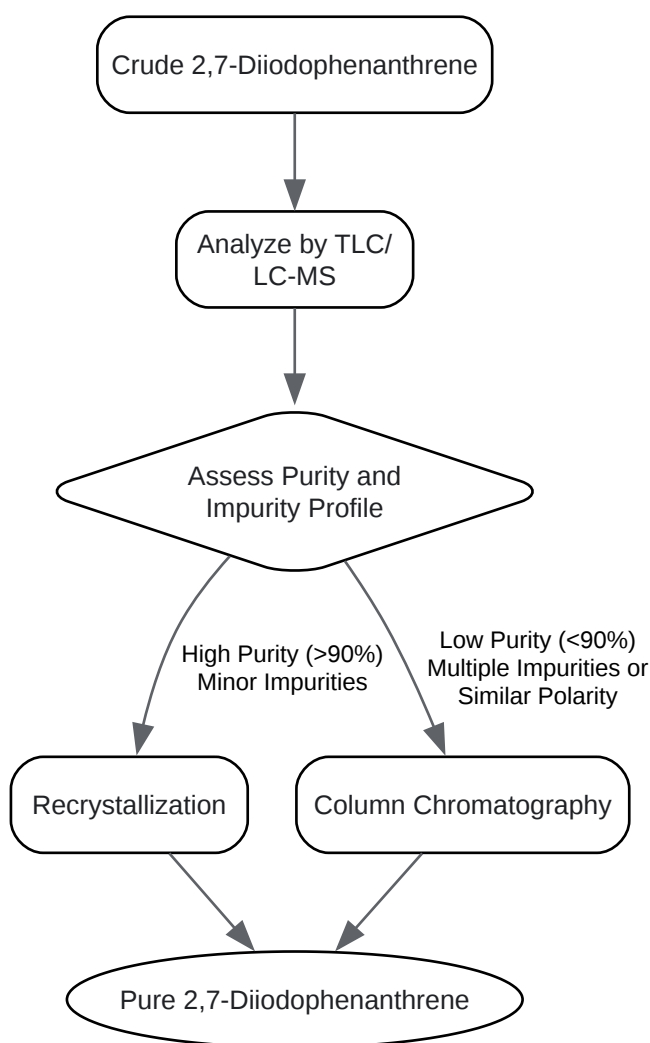 Crude 2,7-Diiodophenanthrene
Analyze by TLC/
LC-MS
Assess Purity and
Impurity Profile
High Purity (>90%)
Minor Impurities
Low Purity (<90%)
Multiple Impurities or
Similar Polarity
Recrystallization
Column Chromatography
Pure 2,7-Diiodophenanthrene